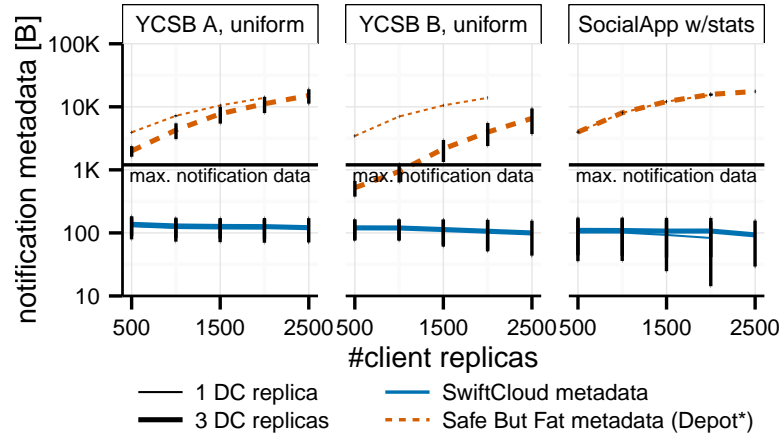 YCSB A, uniform
YCSB B, uniform
SocialApp w/stats
notification metadata [B]
100K
10K
1K
100
10
max. notification data
max. notification data
max. notification data
500 1500 2500
500 1500 2500
500 1500 2500
#client replicas
1 DC replica
3 DC replicas
SwiftCloud metadata
Safe But Fat metadata (Depot*)